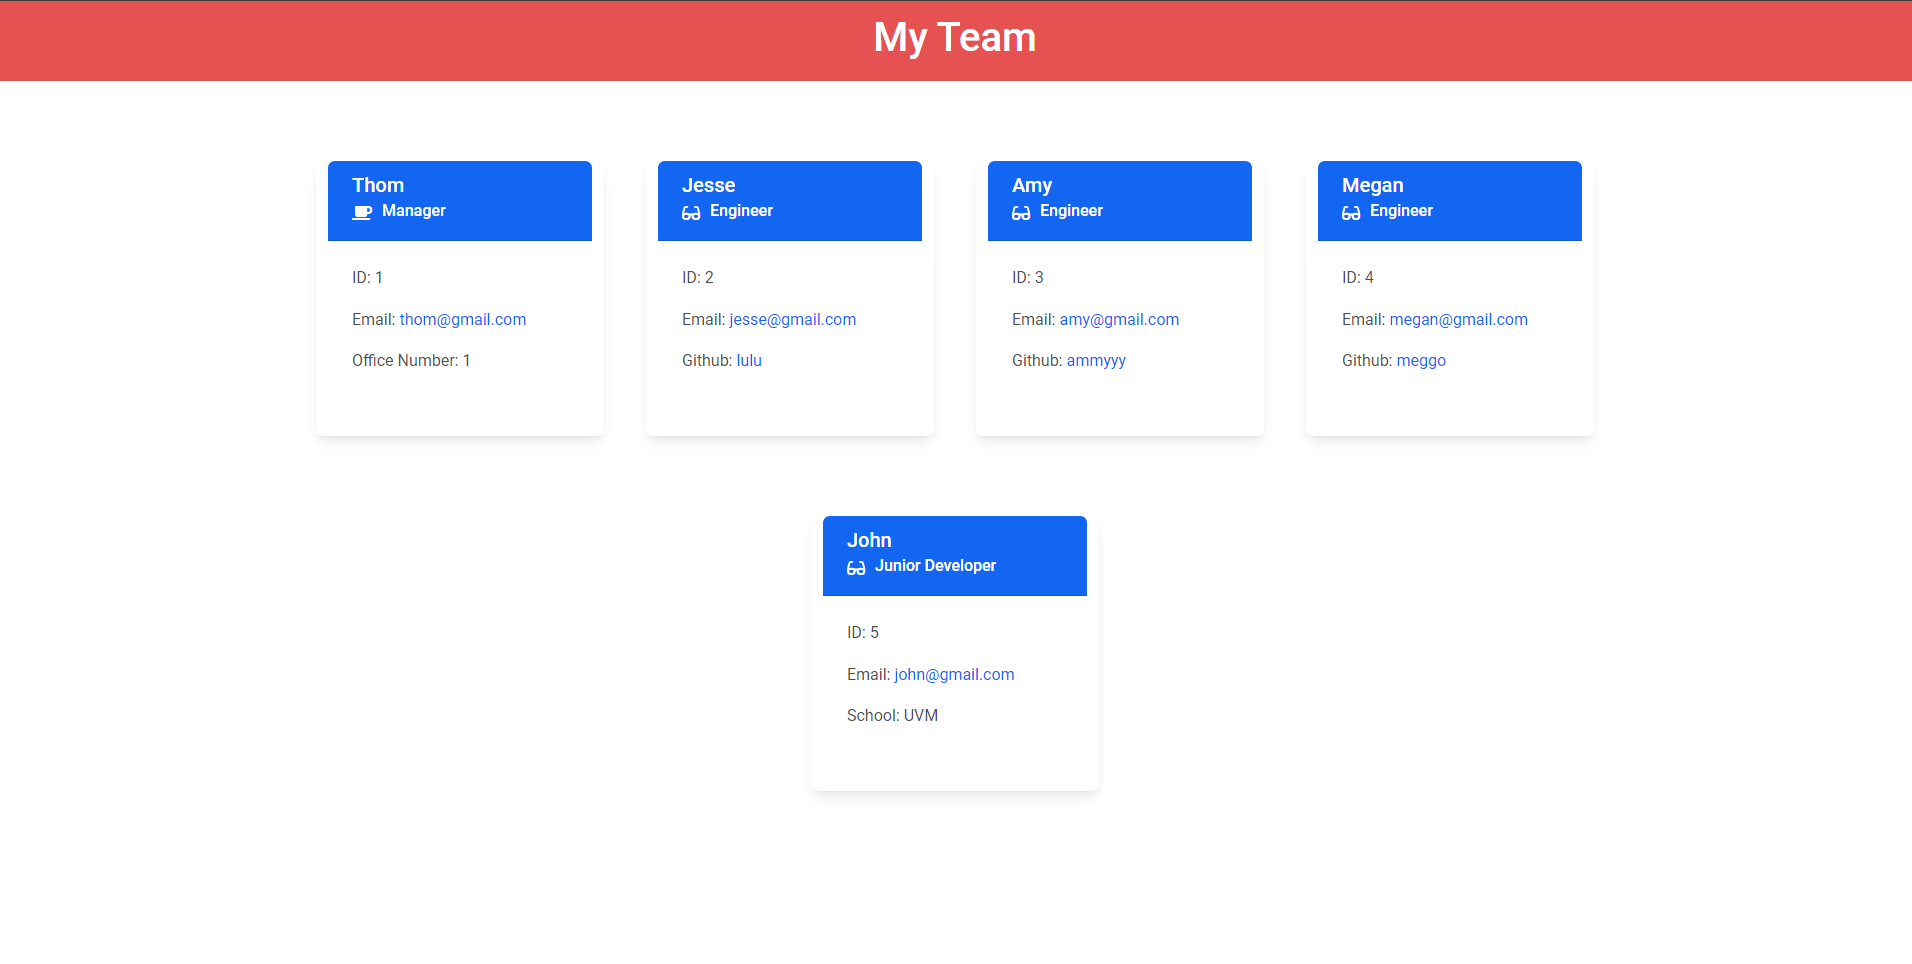 My Team
Thom
Manager
ID: 1
Email: thom@gmail.com
Office Number: 1
Jesse
Engineer
ID: 2
Email: jesse@gmail.com
Github: lulu
Amy
Engineer
ID: 3
Email: amy@gmail.com
Github: ammyyy
Megan
Engineer
ID: 4
Email: megan@gmail.com
Github: meggo
John
Junior Developer
ID: 5
Email: john@gmail.com
School: UVM